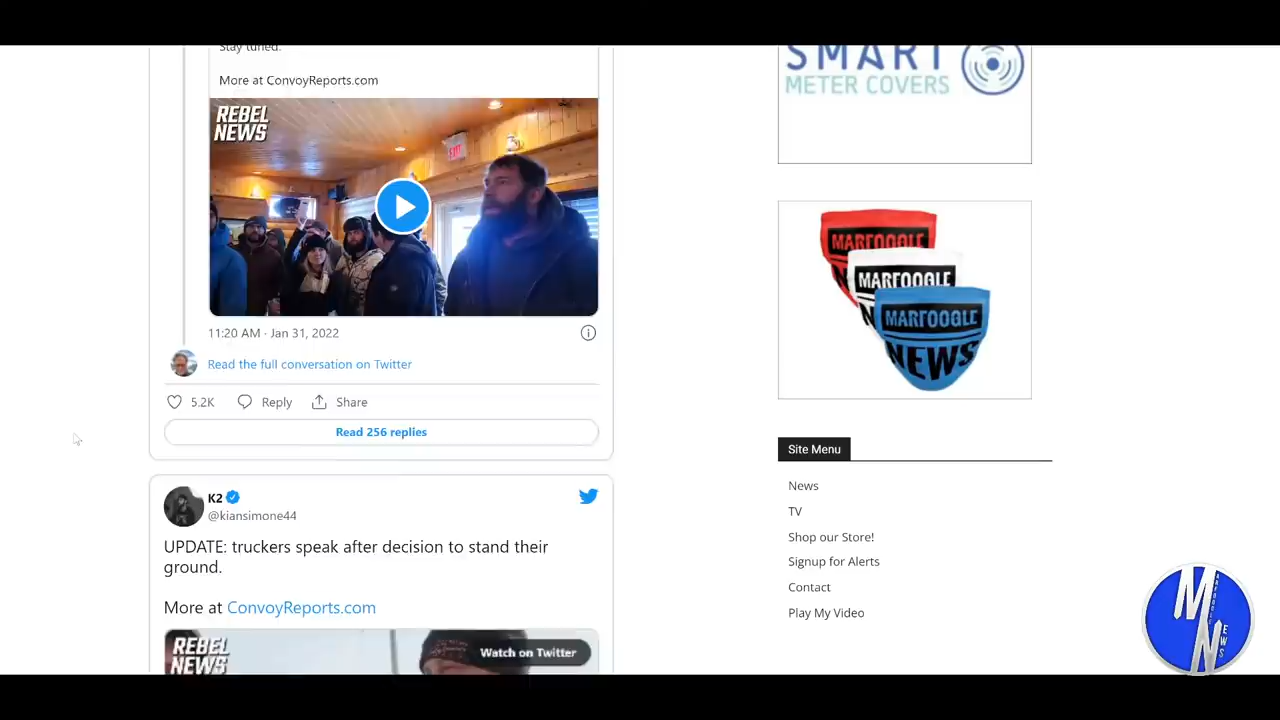 Stay tuned.
More at ConvoyReports.com
REBEL
NEWS
EXIT
11:20 AM · Jan 31, 2022
Read the full conversation on Twitter
5.2K
Reply
Share
Read 256 replies
K2
@kiansimone44
UPDATE: truckers speak after decision to stand their
ground.
More at ConvoyReports.com
REBEL
NEWS
Watch on Twitter
SMART
METER COVERS
MARFOOGLE
MARFOOGLE
MARFOOGLE
NEWS
Site Menu
News
TV
Shop our Store!
Signup for Alerts
Contact
Play My Video